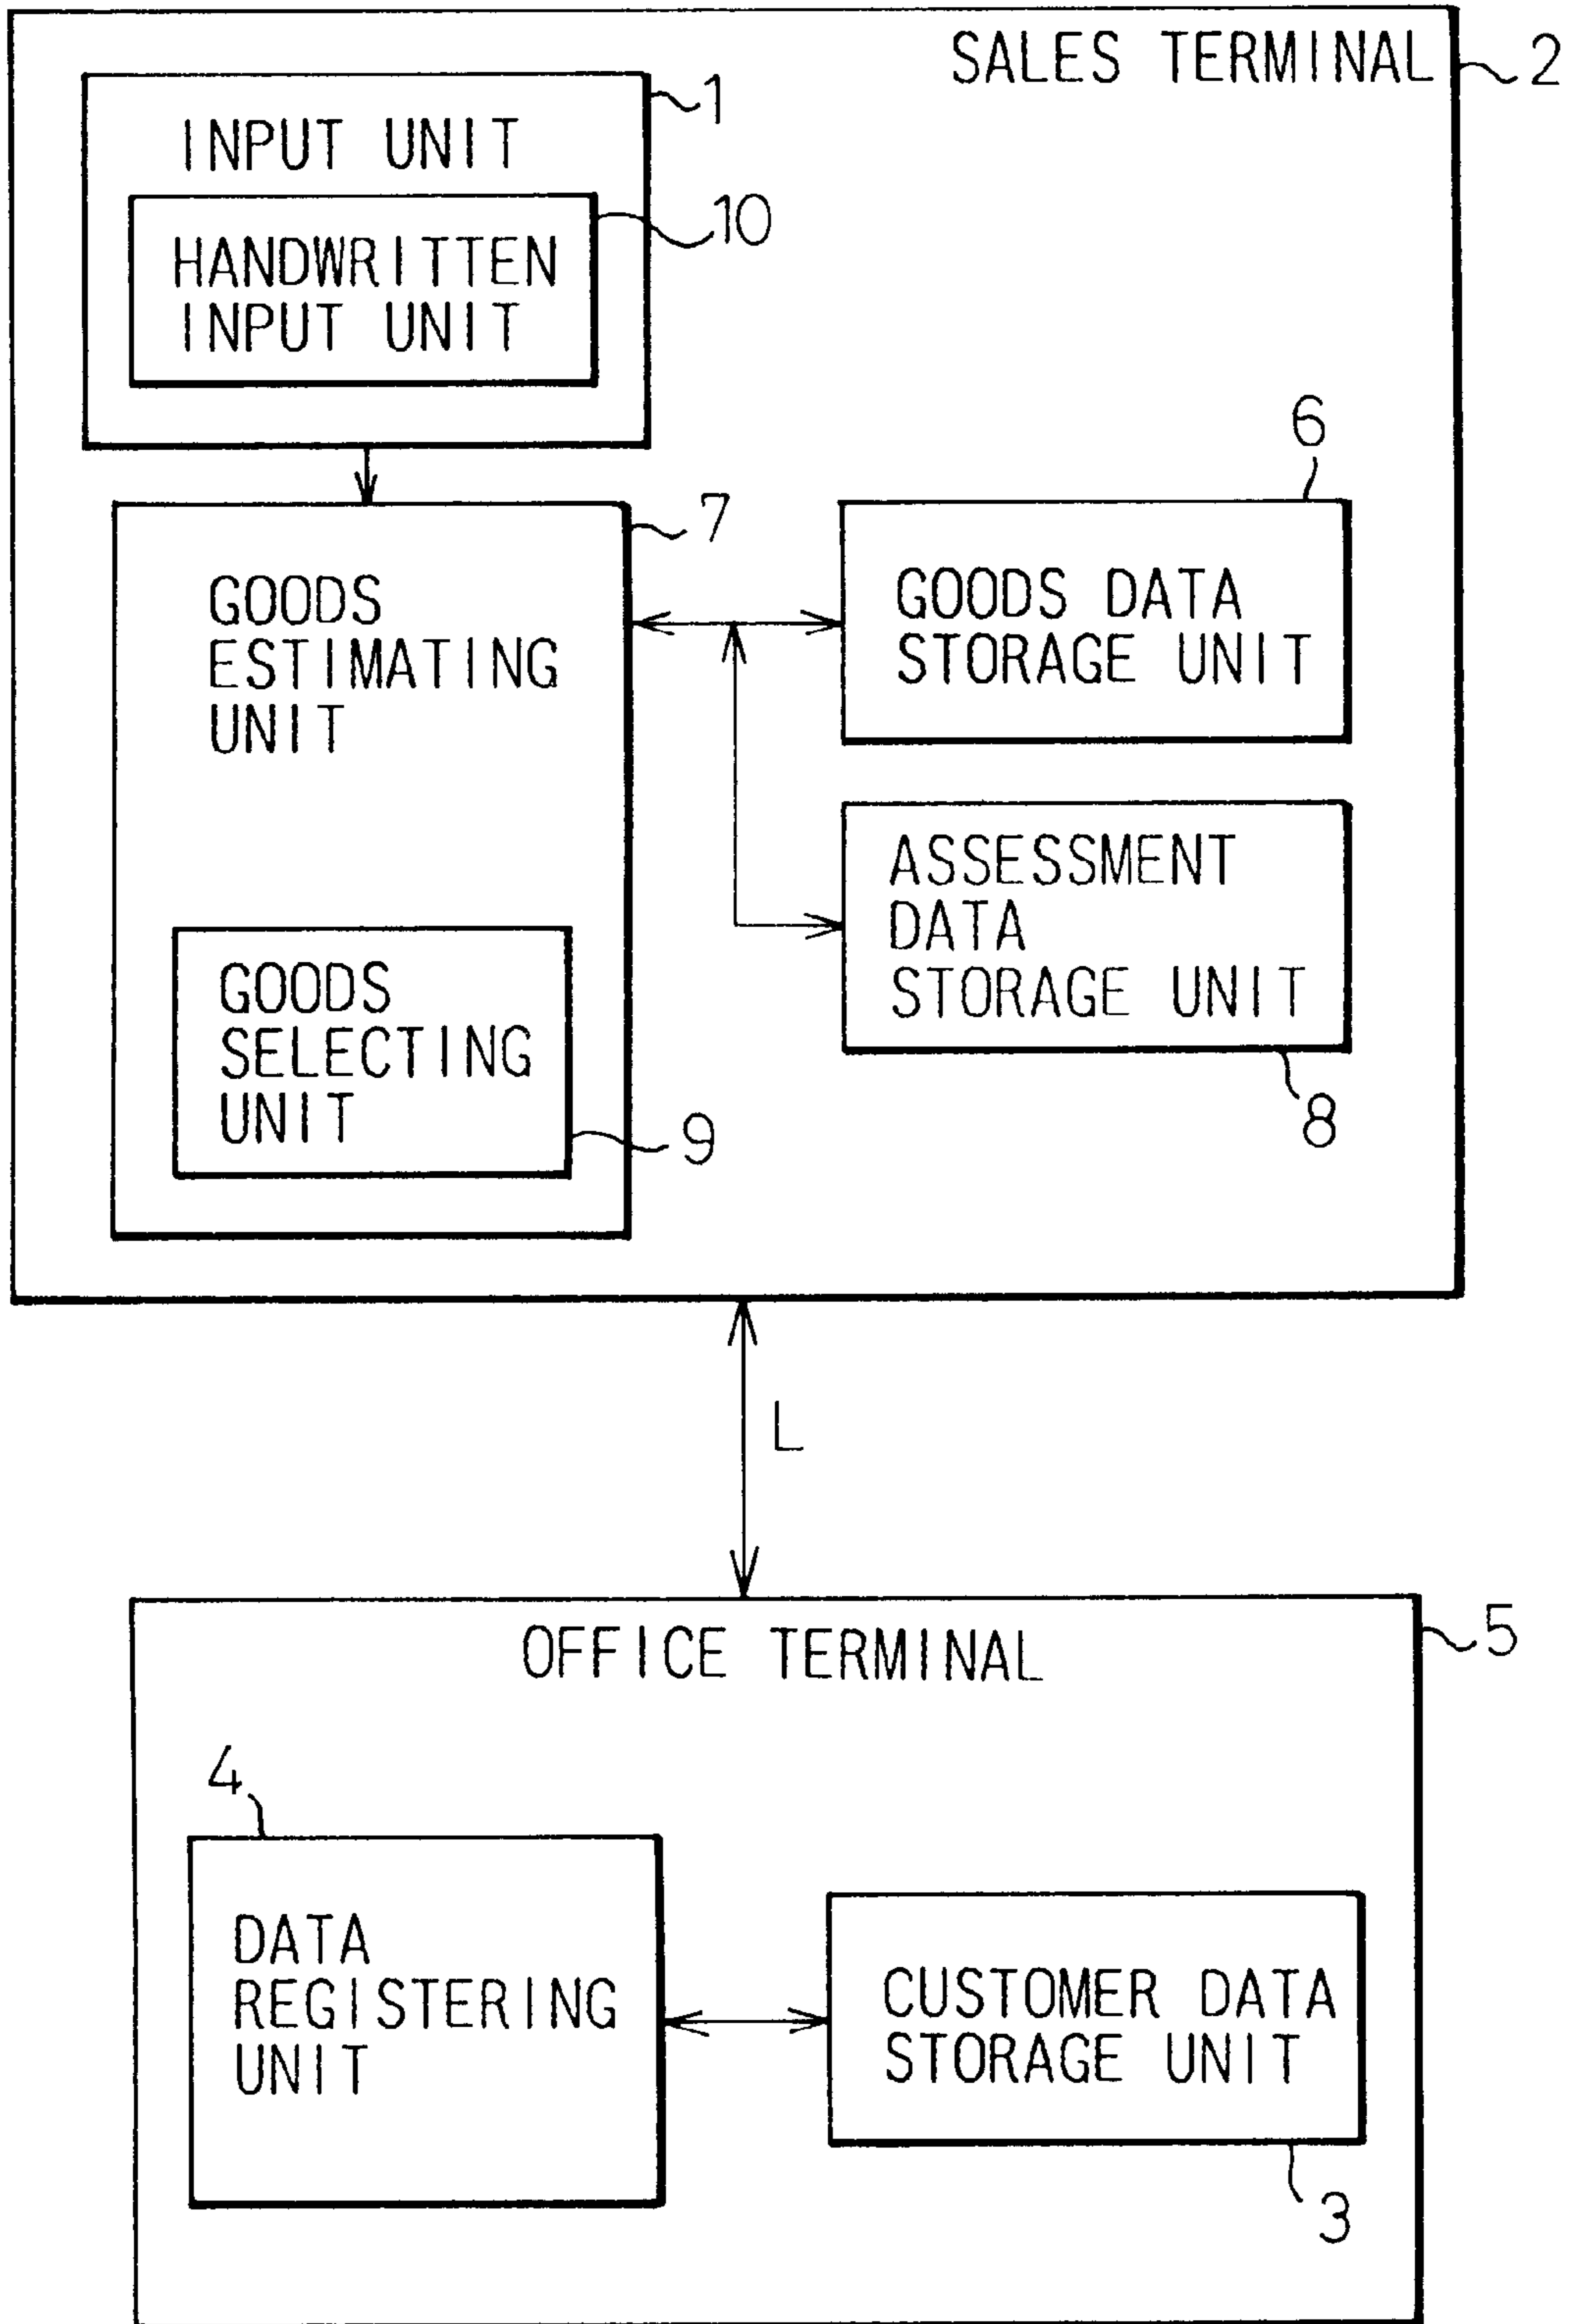 SALES TERMINAL
2
1
INPUT UNIT
10
HANDWRITTEN
INPUT UNIT
6
7
GOODS
ESTIMATING
UNIT
GOODS DATA
STORAGE UNIT
ASSESSMENT
DATA
STORAGE UNIT
8
GOODS
SELECTING
UNIT
9
L
OFFICE TERMINAL
5
4
DATA
REGISTERING
UNIT
CUSTOMER DATA
STORAGE UNIT
3